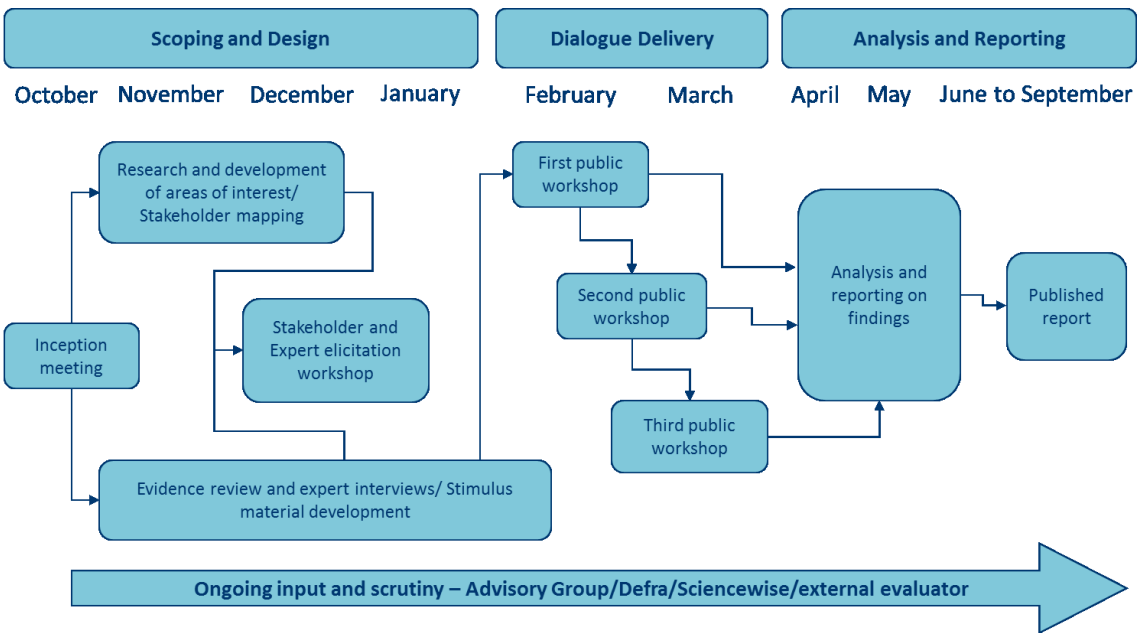 Scoping and Design
Dialogue Delivery
Analysis and Reporting
October
November
December
January
February
March
April
May
June to September
Research and development
of areas of interest/
Stakeholder mapping
Inception
meeting
Stakeholder and
Expert elicitation
workshop
Evidence review and expert interviews/ Stimulus
material development
First public
workshop
Second public
workshop
Third public
workshop
Analysis and
reporting on
findings
Published
report
Ongoing input and scrutiny – Advisory Group/Defra/Sciencewise/external evaluator